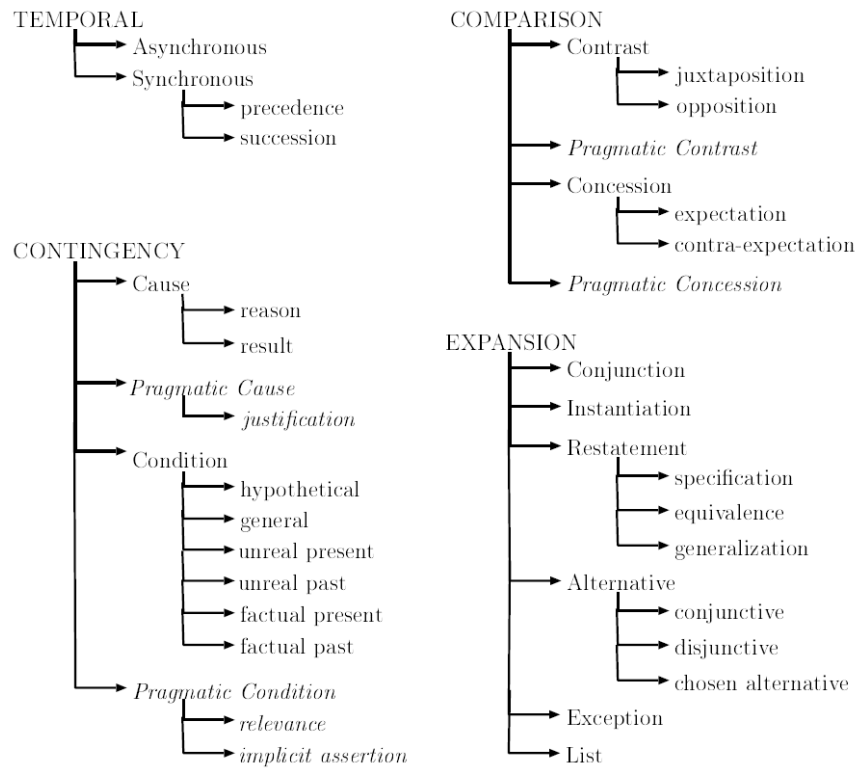 TEMPORAL
Asynchronous
Synchronous
precedence
succession
CONTINGENCY
Cause
reason
result
Pragmatic Cause
justification
Condition
hypothetical
general
unreal present
unreal past
factual present
factual past
Pragmatic Condition
relevance
implicit assertion
COMPARISON
Contrast
juxtaposition
opposition
Pragmatic Contrast
Concession
expectation
contra-expectation
Pragmatic Concession
EXPANSION
Conjunction
Instantiation
Restatement
specification
equivalence
generalization
Alternative
conjunctive
disjunctive
chosen alternative
Exception
List